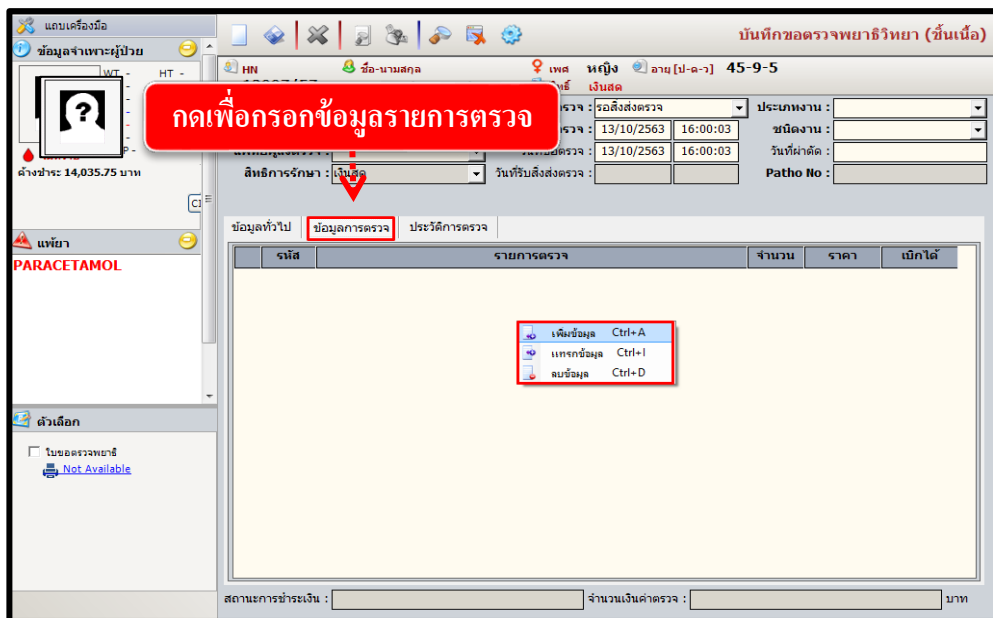 แถบเครื่องมือ
ข้อมูลจำเพาะผู้ป่วย
WT - HT -
ค้างชำระ 14,035.75 บาท
แพ้ยา
PARACETAMOL
ตัวเลือก
ใบขอตรวจพยาธิ
Not Available
บันทึกขอตรวจพยาธิวิทยา (ชิ้นเนื้อ)
HN ชื่อ-นามสกุล เพศ หญิง อายุ [ป-ด-ว] 45-9-5
เงินสด
กดเพื่อกรอกข้อมูลรายการตรวจ
รอสิ่งส่งตรวจ ประเภทงาน :
13/10/2563 16:00:03 ชนิดงาน :
13/10/2563 16:00:03 วันที่ผ่าตัด :
สิทธิการรักษา : เงินสด วันที่รับสิ่งส่งตรวจ : Patho No :
ข้อมูลทั่วไป ข้อมูลการตรวจ ประวัติการตรวจ
รหัส รายการตรวจ จำนวน ราคา เบิกได้
เพิ่มข้อมูล Ctrl+A
แทรกข้อมูล Ctrl+I
ลบข้อมูล Ctrl+D
สถานะการชำระเงิน : จำนวนเงินค่าตรวจ : บาท